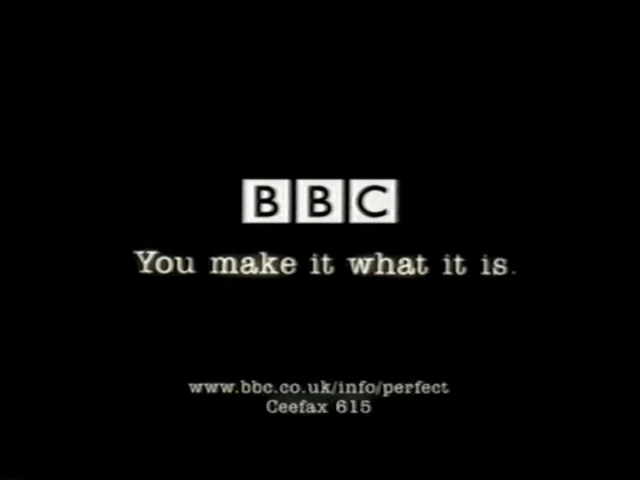 BBC
You make it what it is.
www.bbc.co.uk/info/perfect
Ceefax 615